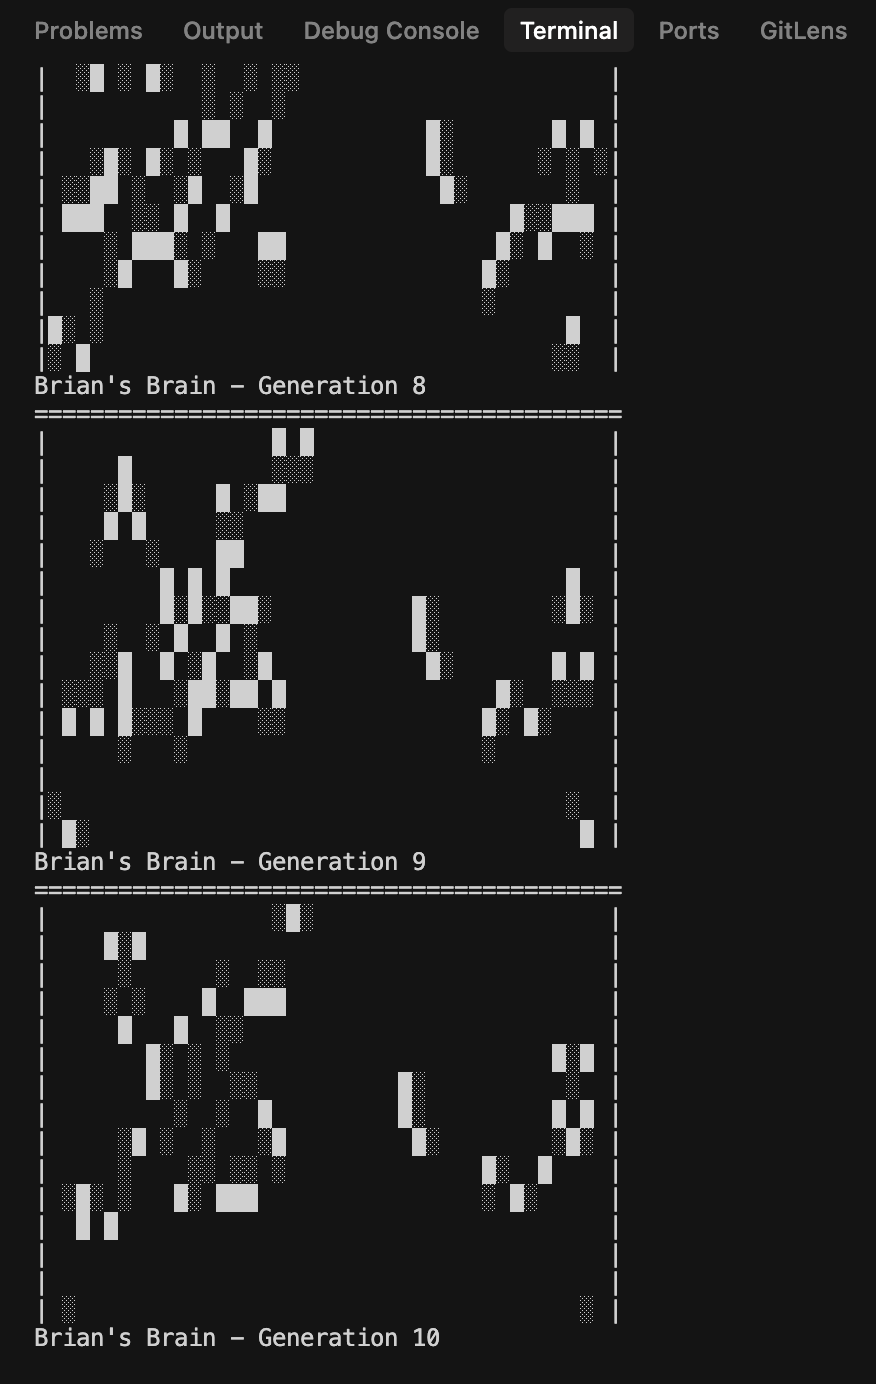 Problems Output Debug Console Terminal Ports GitLens
Brian's Brain - Generation 8
==========================================
Brian's Brain - Generation 9
==========================================
Brian's Brain - Generation 10